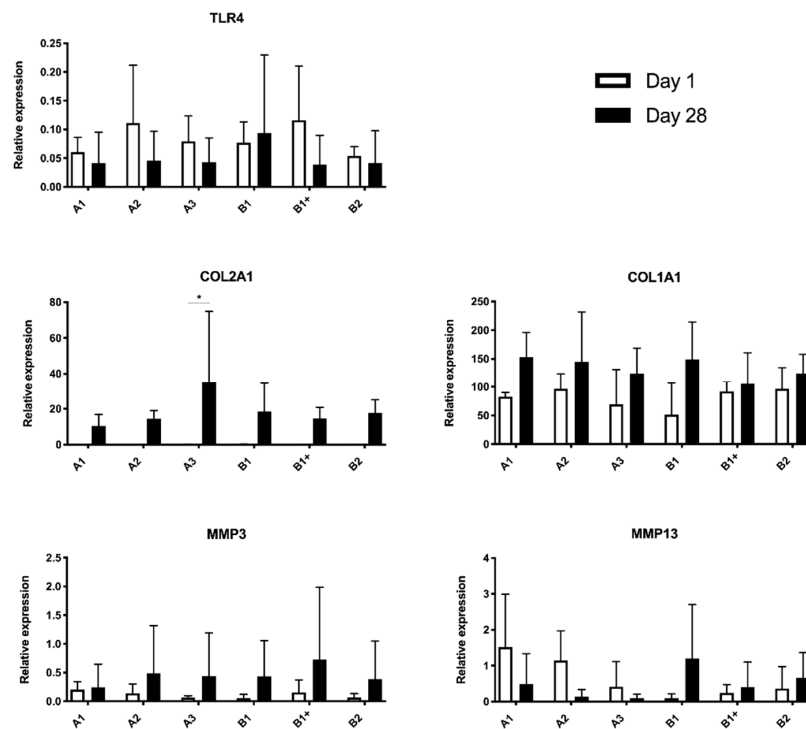 TLR4
Relative expression
0.25
0.20
0.15
0.10
0.05
0.00
A1 A2 A3 B1 B1+ B2
Day 1
Day 28
COL2A1
*
Relative expression
80
60
40
20
0
A1 A2 A3 B1 B1+ B2
COL1A1
Relative expression
250
200
150
100
50
0
A1 A2 A3 B1 B1+ B2
MMP3
Relative expression
2.5
2.0
1.5
1.0
0.5
0.0
A1 A2 A3 B1 B1+ B2
MMP13
Relative expression
4
3
2
1
0
A1 A2 A3 B1 B1+ B2